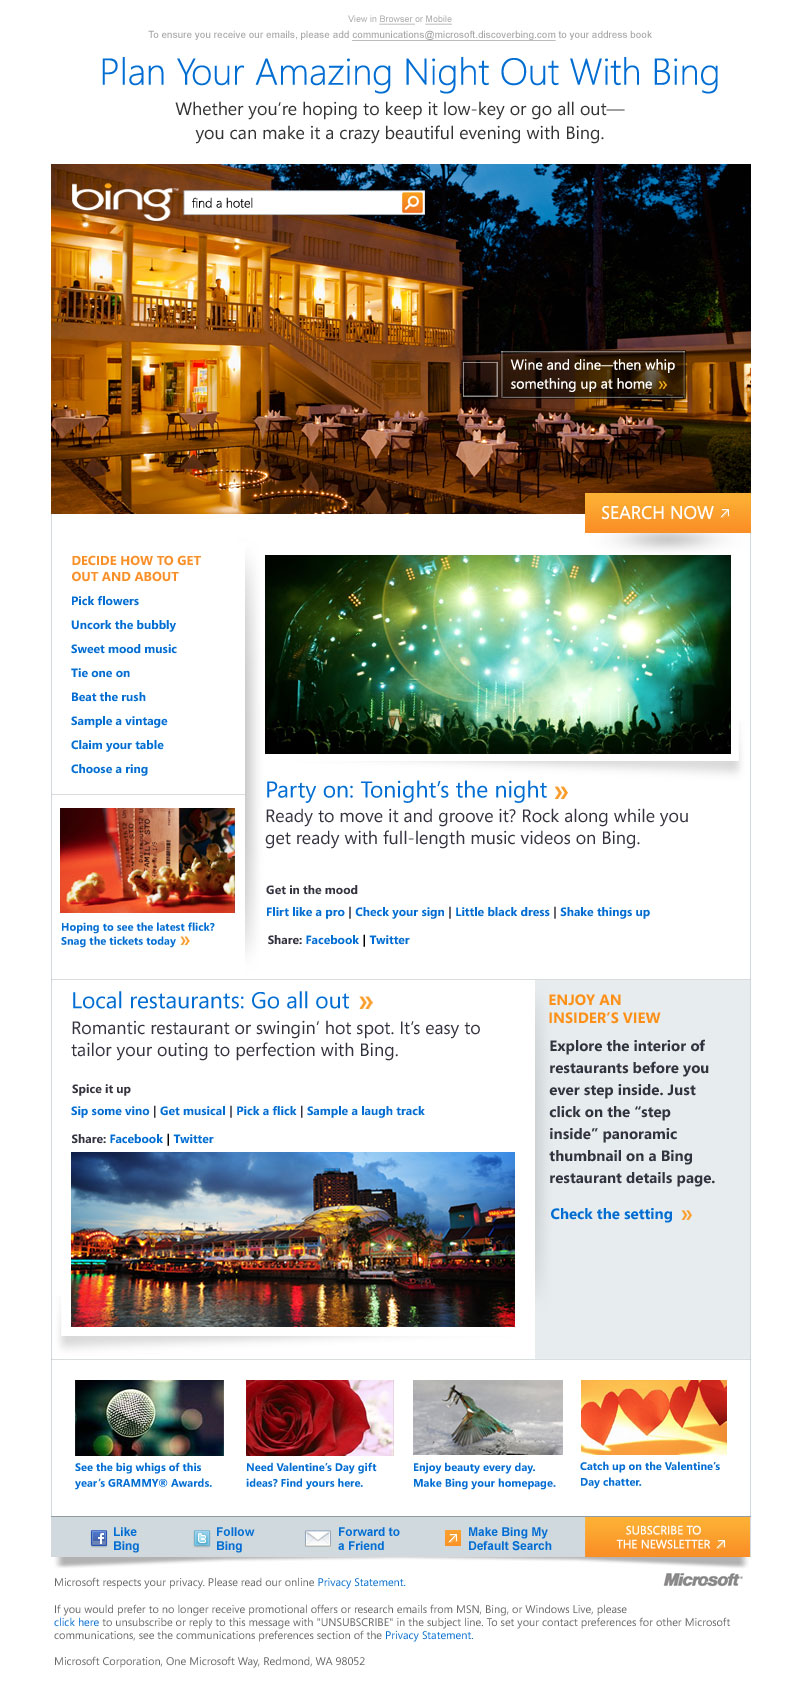 View in Browser or Mobile
To ensure you receive our emails, please add communications@microsoft.discoverbing.com to your address book
Plan Your Amazing Night Out With Bing
Whether you're hoping to keep it low-key or go all out—
you can make it a crazy beautiful evening with Bing.
bing™ find a hotel
Wine and dine—then whip
something up at home »
SEARCH NOW
DECIDE HOW TO GET
OUT AND ABOUT
Pick flowers
Uncork the bubbly
Sweet mood music
Tie one on
Beat the rush
Sample a vintage
Claim your table
Choose a ring
Hoping to see the latest flick?
Snag the tickets today »
Party on: Tonight's the night »
Ready to move it and groove it? Rock along while you
get ready with full-length music videos on Bing.
Get in the mood
Flirt like a pro | Check your sign | Little black dress | Shake things up
Share: Facebook | Twitter
Local restaurants: Go all out »
Romantic restaurant or swingin' hot spot. It's easy to
tailor your outing to perfection with Bing.
Spice it up
Sip some vino | Get musical | Pick a flick | Sample a laugh track
Share: Facebook | Twitter
ENJOY AN
INSIDER'S VIEW
Explore the interior of
restaurants before you
ever step inside. Just
click on the "step
inside" panoramic
thumbnail on a Bing
restaurant details page.
Check the setting »
See the big whigs of this
year's GRAMMY® Awards.
Need Valentine's Day gift
ideas? Find yours here.
Enjoy beauty every day.
Make Bing your homepage.
Catch up on the Valentine's
Day chatter.
Like
Bing
Follow
Bing
Forward to
a Friend
Make Bing My
Default Search
SUBSCRIBE TO
THE NEWSLETTER
Microsoft respects your privacy. Please read our online Privacy Statement.
Microsoft
If you would prefer to no longer receive promotional offers or research emails from MSN, Bing, or Windows Live, please
click here to unsubscribe or reply to this message with "UNSUBSCRIBE" in the subject line. To set your contact preferences for other Microsoft
communications, see the communications preferences section of the Privacy Statement.
Microsoft Corporation, One Microsoft Way, Redmond, WA 98052